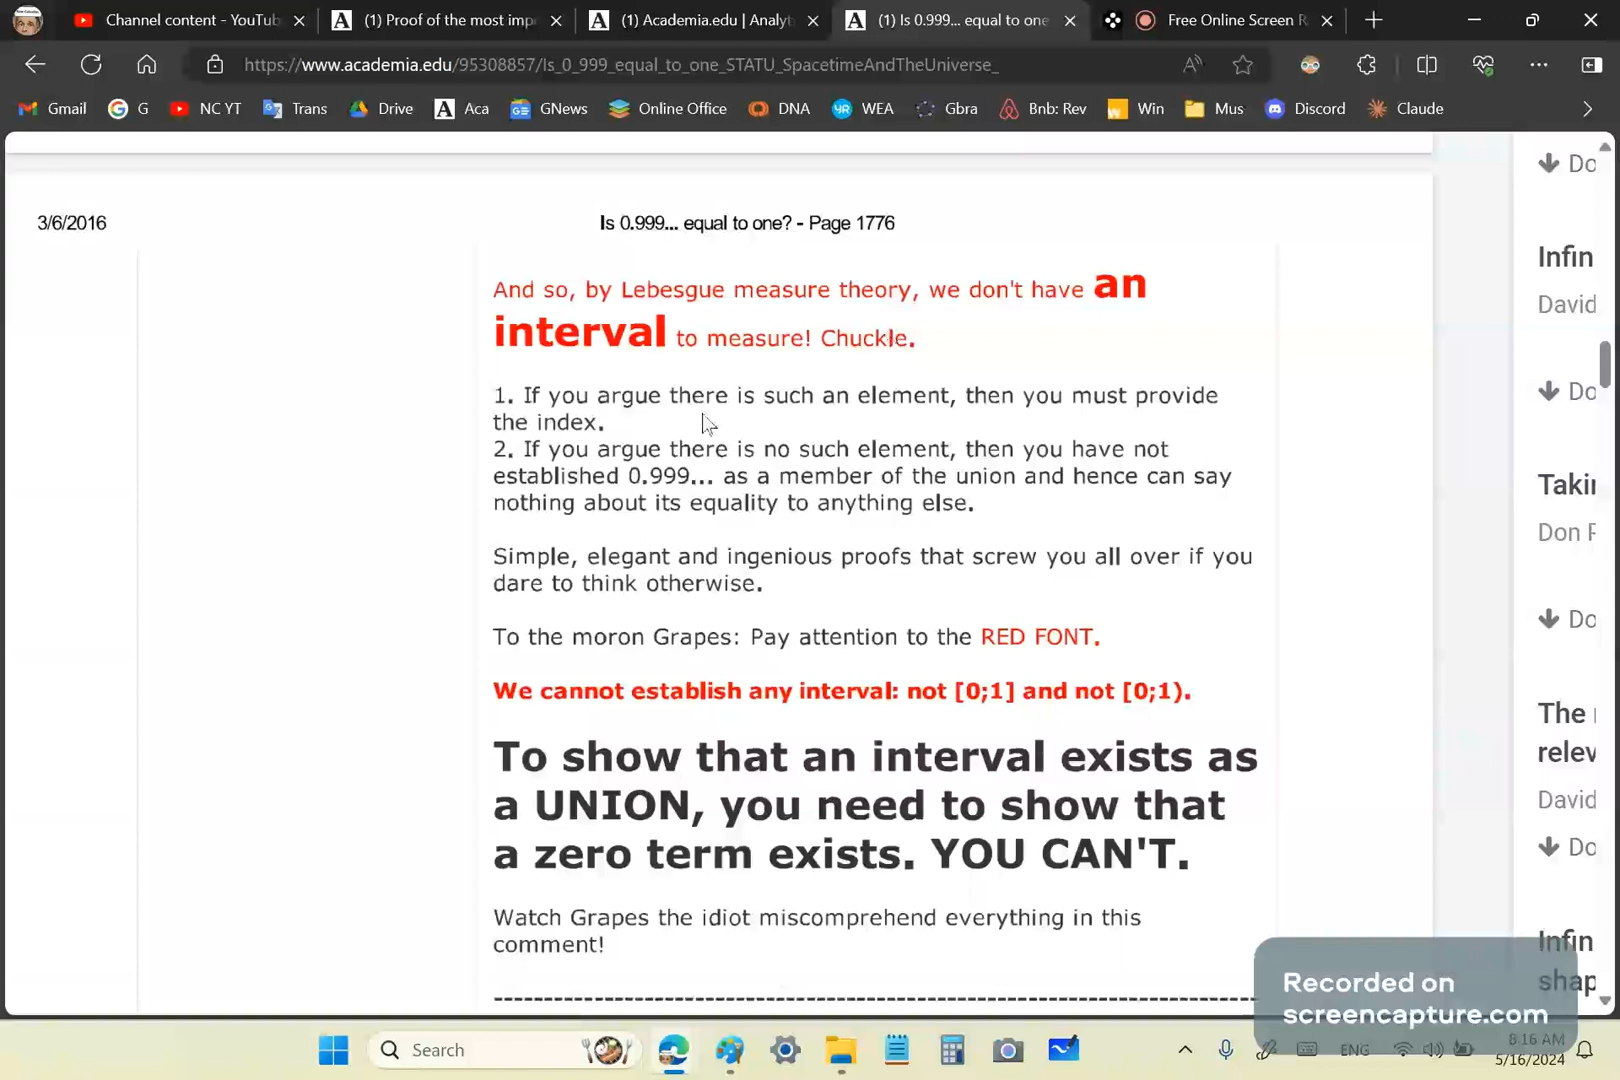 Channel content - YouTub
(1) Proof of the most imp
(1) Academia.edu | Analyt
(1) Is 0.999... equal to one
Free Online Screen R
https://www.academia.edu/95308857/Is_0_999_equal_to_one_STATU_SpacetimeAndTheUniverse_
Gmail
G
NC YT
Trans
Drive
Aca
GNews
Online Office
DNA
WEA
Gbra
Bnb: Rev
Win
Mus
Discord
Claude
3/6/2016
Is 0.999... equal to one? - Page 1776
And so, by Lebesgue measure theory, we don't have an
interval to measure! Chuckle.
1. If you argue there is such an element, then you must provide
the index.
2. If you argue there is no such element, then you have not
established 0.999... as a member of the union and hence can say
nothing about its equality to anything else.
Simple, elegant and ingenious proofs that screw you all over if you
dare to think otherwise.
To the moron Grapes: Pay attention to the RED FONT.
We cannot establish any interval: not [0;1] and not [0;1).
To show that an interval exists as
a UNION, you need to show that
a zero term exists. YOU CAN'T.
Watch Grapes the idiot miscomprehend everything in this
comment!
Do
Infin
David
Do
Takin
Don F
Do
The r
relev
David
Do
Infin
shap
Recorded on
screencapture.com
Search
ENG
8:16 AM
5/16/2024